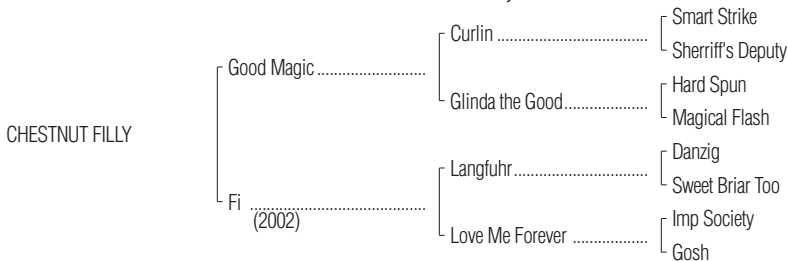 Smart Strike
Curlin ..........................................
Sherriff's Deputy
Good Magic ..........................
Hard Spun
Glinda the Good....................
Magical Flash
CHESTNUT FILLY
Danzig
Langfuhr................................
Sweet Briar Too
Fi ..........................................
(2002)
Imp Society
Love Me Forever ..................
Gosh